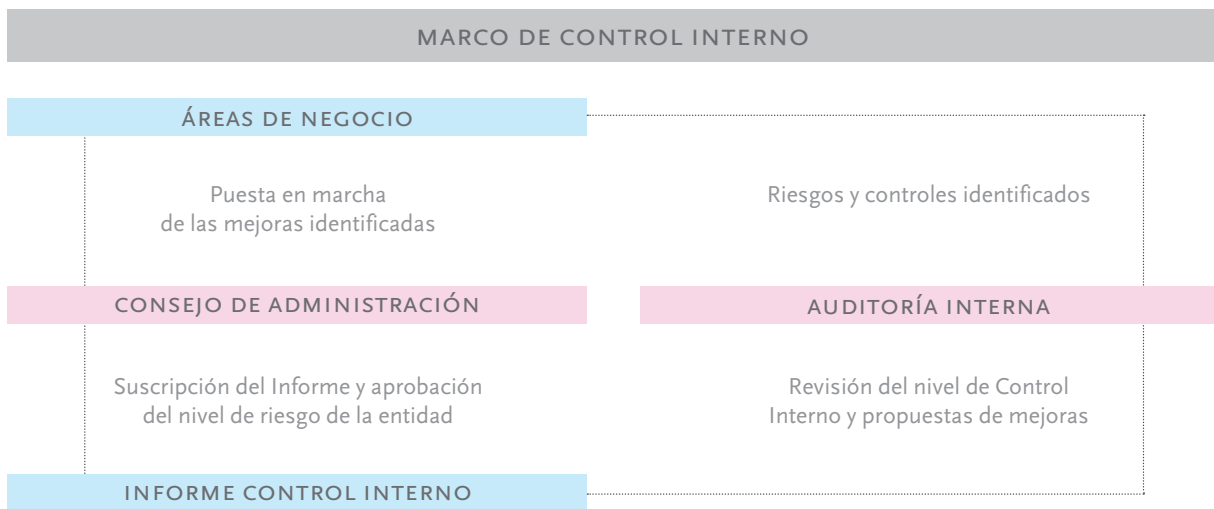 MARCO DE CONTROL INTERNO
ÁREAS DE NEGOCIO
Puesta en marcha
de las mejoras identificadas
Riesgos y controles identificados
CONSEJO DE ADMINISTRACIÓN
AUDITORÍA INTERNA
Suscripción del Informe y aprobación
del nivel de riesgo de la entidad
Revisión del nivel de Control
Interno y propuestas de mejoras
INFORME CONTROL INTERNO